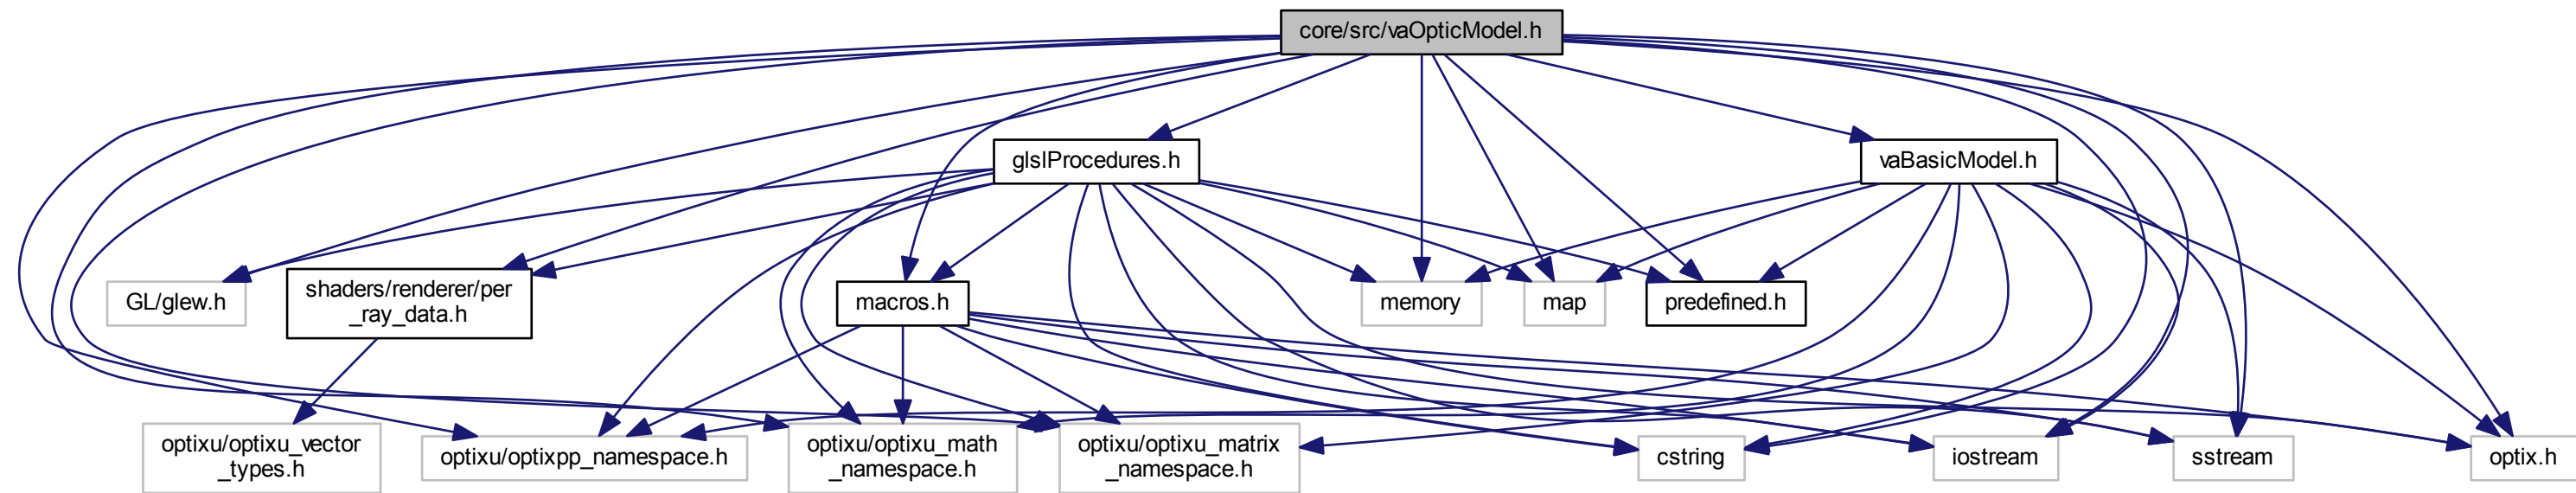 core/src/vaOpticModel.h
glslProcedures.h
vaBasicModel.h
GL/glew.h
shaders/renderer/per
_ray_data.h
macros.h
memory
map
predefined.h
optixu/optixu_vector
_types.h
optixu/optixpp_namespace.h
optixu/optixu_math
_namespace.h
optixu/optixu_matrix
_namespace.h
cstring
iostream
sstream
optix.h